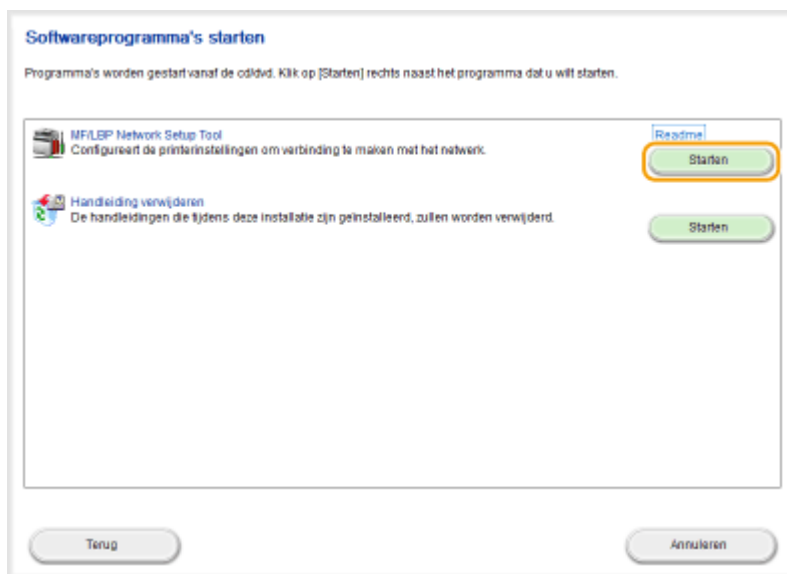 Softwareprogramma's starten
Programma's worden gestart vanaf de cd/dvd. Klik op [Starten] rechts naast het programma dat u wilt starten.
MF/LBP Network Setup Tool
Readme
Configureert de printerinstellingen om verbinding te maken met het netwerk.
Starten
Handleiding verwijderen
De handleidingen die tijdens deze installatie zijn geïnstalleerd, zullen worden verwijderd.
Starten
Terug
Annuleren